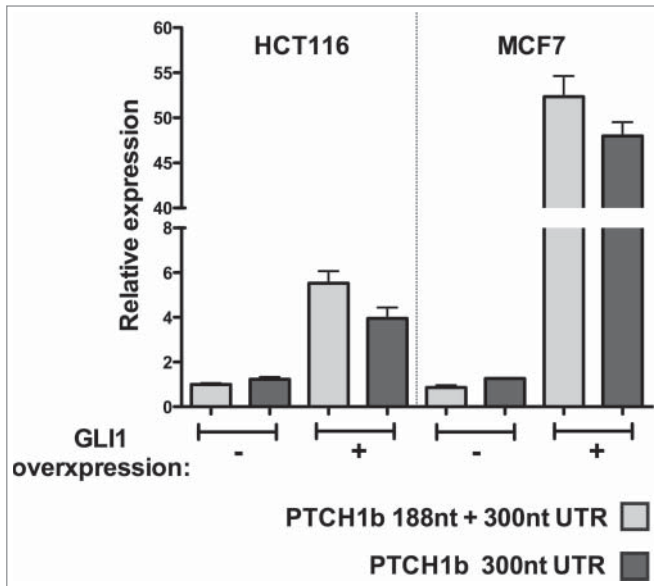 HCT116 MCF7
Relative expression
60
55
50
45
40
8
6
4
2
0
GLI1 - + - +
overxpression:
PTCH1b 188nt + 300nt UTR
PTCH1b 300nt UTR